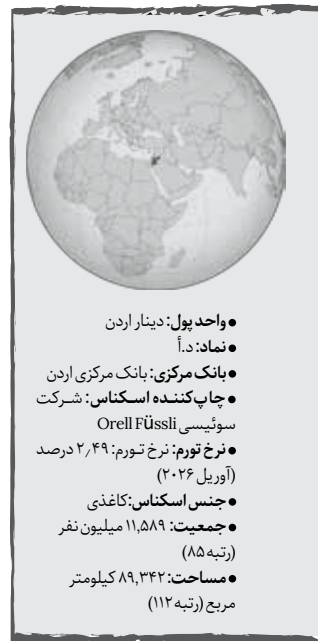 ● واحد پول: دینار اردن
● نماد: د.أ
● بانک مرکزی: بانک مرکزی اردن
● چاپ‌کننده اسکناس: شرکت
سوئیسی Orell Füssli
● نرخ تورم: نرخ تورم: ۲٫۴۹ درصد
(آوریل ۲۰۲۶)
● جنس اسکناس: کاغذی
● جمعیت: ۱۱,۵۸۹ میلیون نفر
(رتبه ۸۵)
● مساحت: ۸۹,۳۴۲ کیلومتر
مربع (رتبه ۱۱۲)